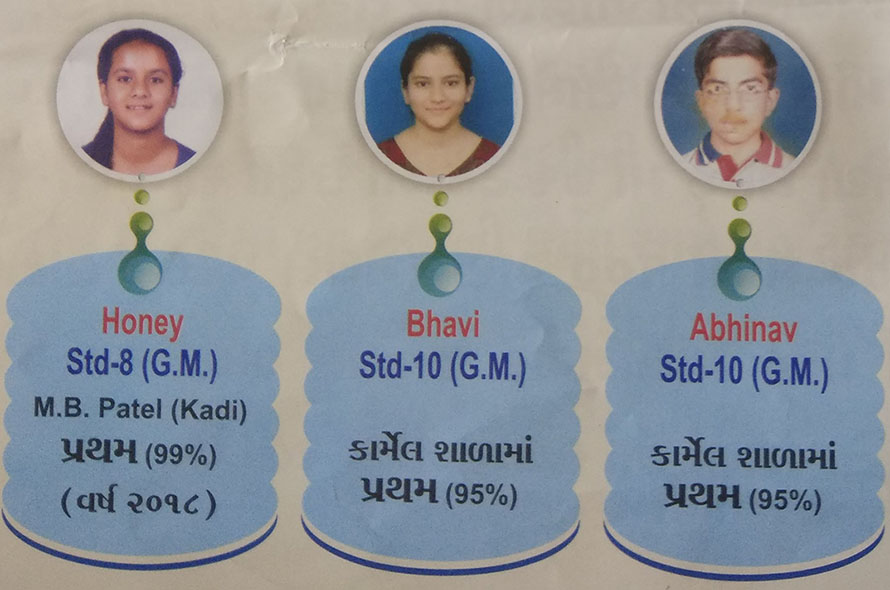 Honey
Std-8 (G.M.)
M.B. Patel (Kadi)
પ્રથમ (99%)
(વર્ષ ૨૦૧૮)
Bhavi
Std-10 (G.M.)
કાર્મેલ શાળામાં
પ્રથમ (95%)
Abhinav
Std-10 (G.M.)
કાર્મેલ શાળામાં
પ્રથમ (95%)